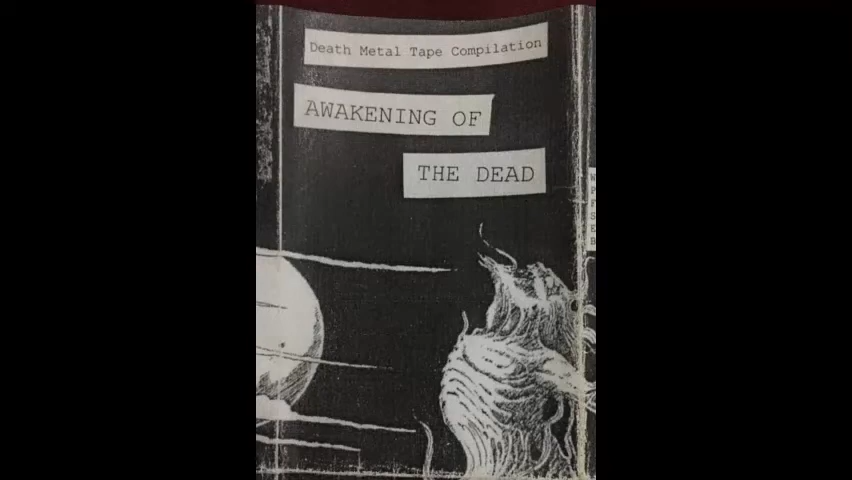 Death Metal Tape Compilation
AWAKENING OF
THE DEAD
W
P
F
S
E
B